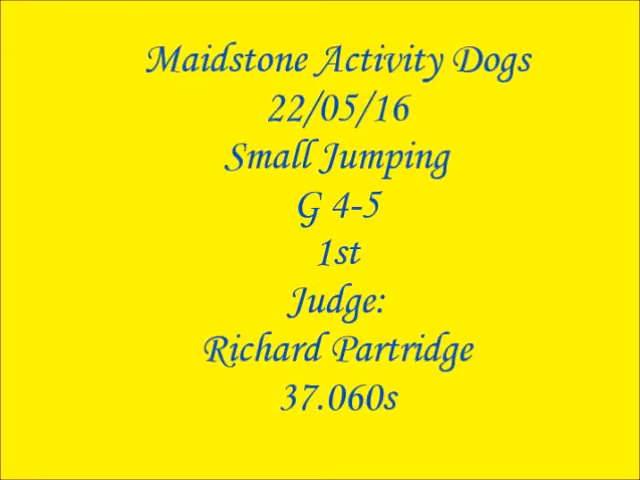 Maidstone Activity Dogs
22/05/16
Small Jumping
G 4-5
1st
Judge:
Richard Partridge
37.060s